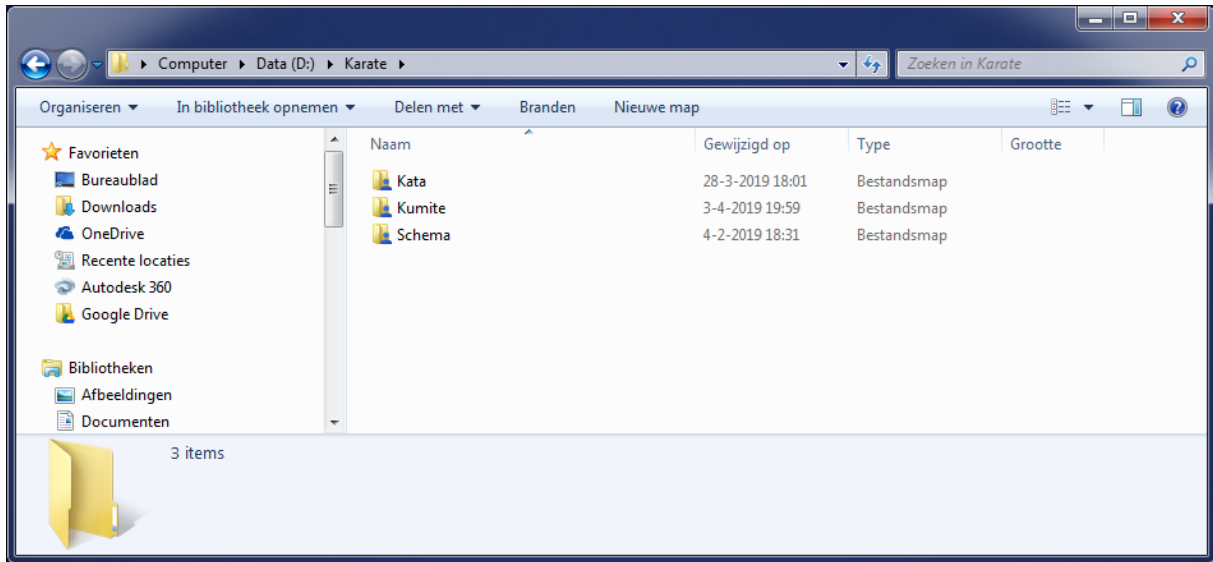 Computer ▸ Data (D:) ▸ Karate ▸
Zoeken in Karate
Organiseren
In bibliotheek opnemen
Delen met
Branden
Nieuwe map
Favorieten
Bureaublad
Downloads
OneDrive
Recente locaties
Autodesk 360
Google Drive
Bibliotheken
Afbeeldingen
Documenten
Naam Gewijzigd op Type Grootte
Kata 28-3-2019 18:01 Bestandsmap
Kumite 3-4-2019 19:59 Bestandsmap
Schema 4-2-2019 18:31 Bestandsmap
3 items